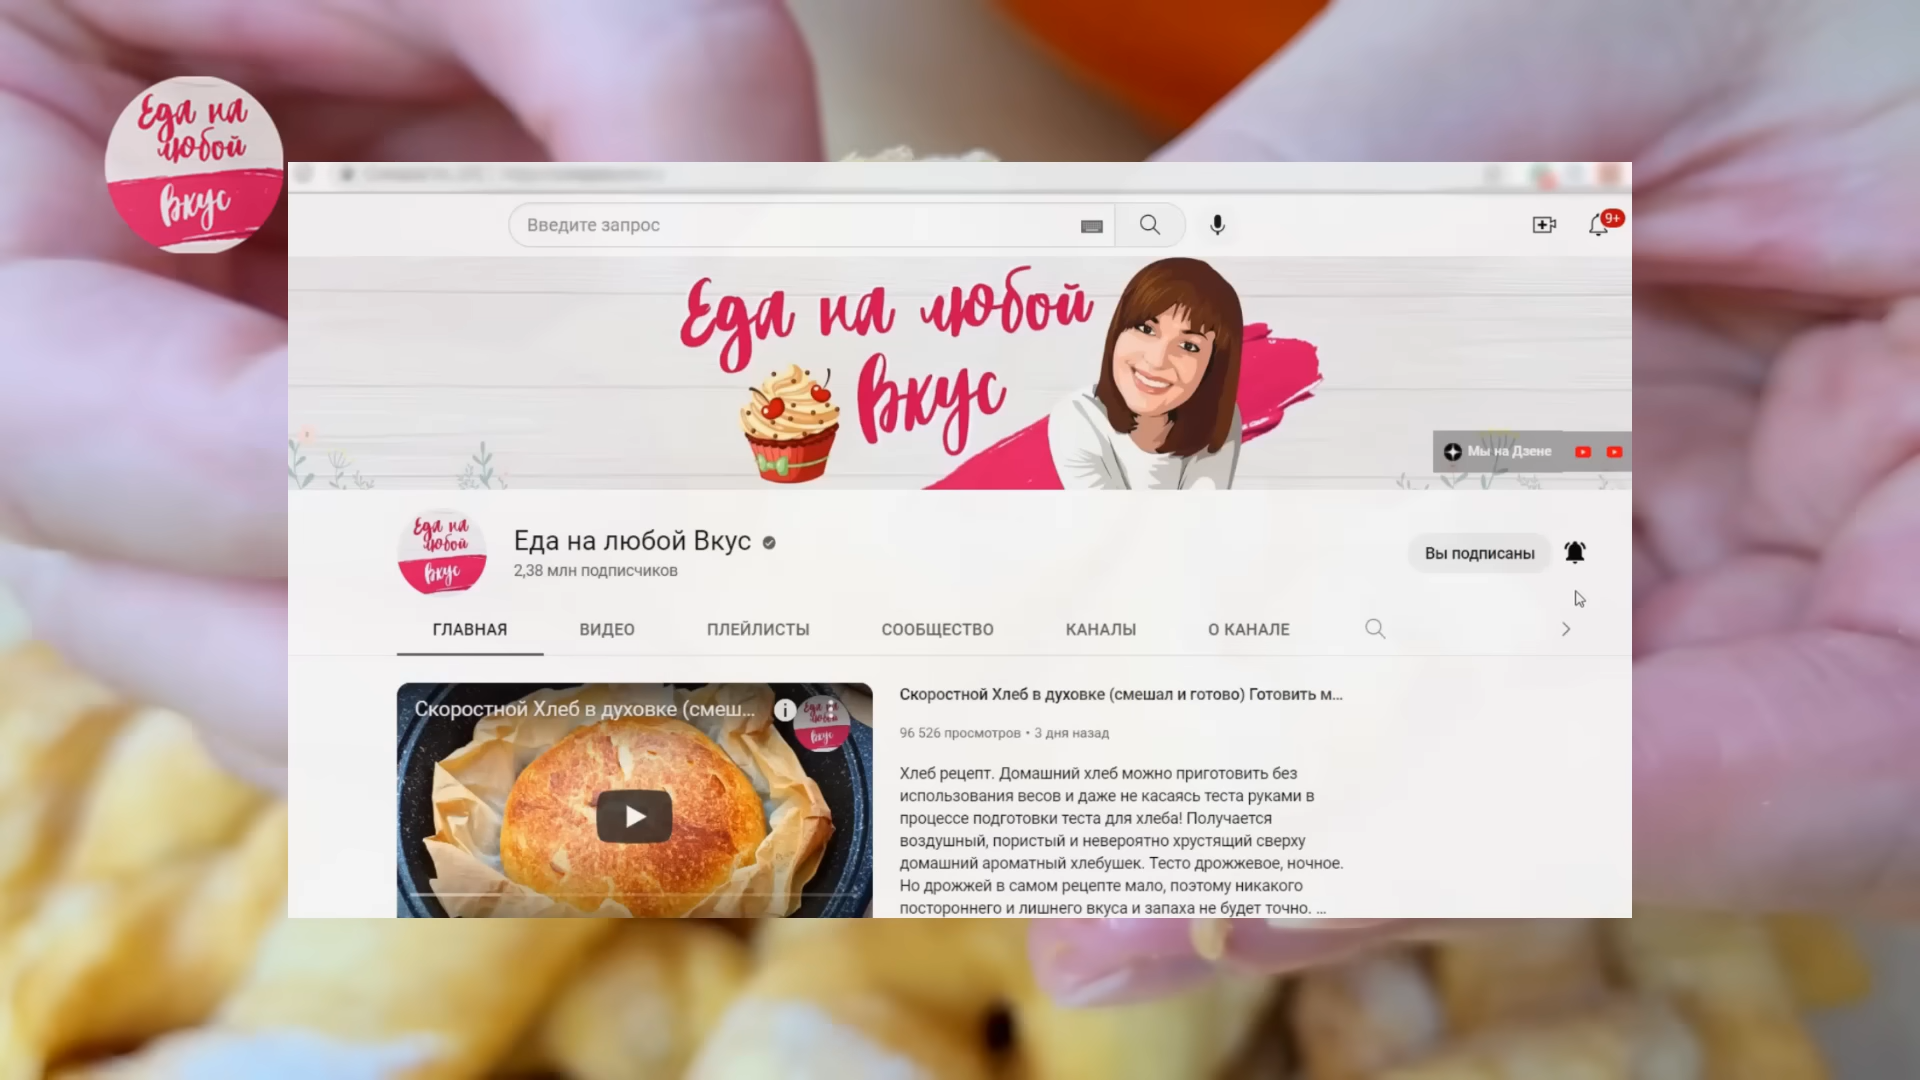 Еда на
любой
Вкус
Введите запрос
9+
Еда на любой
Вкус
Мы на Дзене
Еда на
любой
Вкус
Еда на любой Вкус
2,38 млн подписчиков
Вы подписаны
ГЛАВНАЯ ВИДЕО ПЛЕЙЛИСТЫ СООБЩЕСТВО КАНАЛЫ О КАНАЛЕ
Скоростной Хлеб в духовке (смеш...
Еда на
любой
Вкус
Скоростной Хлеб в духовке (смешал и готово) Готовить м...
96 526 просмотров • 3 дня назад
Хлеб рецепт. Домашний хлеб можно приготовить без
использования весов и даже не касаясь теста руками в
процессе подготовки теста для хлеба! Получается
воздушный, пористый и невероятно хрустящий сверху
домашний ароматный хлебушек. Тесто дрожжевое, ночное.
Но дрожжей в самом рецепте мало, поэтому никакого
постороннего и лишнего вкуса и запаха не будет точно. ...